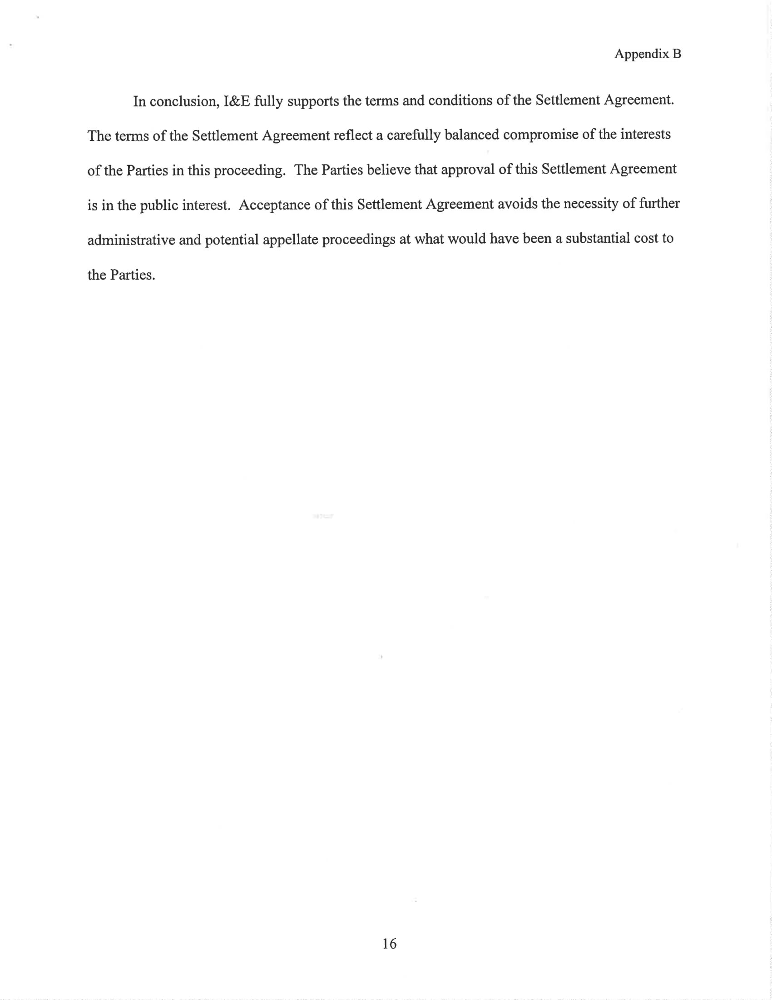 Appendix B
In conclusion, I&E fully supports the terms and conditions of the Settlement Agreement.
The terms of the Settlement Agreement reflect a carefully balanced compromise of the interests
of the Parties in this proceeding.  The Parties believe that approval of this Settlement Agreement
is in the public interest.  Acceptance of this Settlement Agreement avoids the necessity of further
administrative and potential appellate proceedings at what would have been a substantial cost to
the Parties.
16